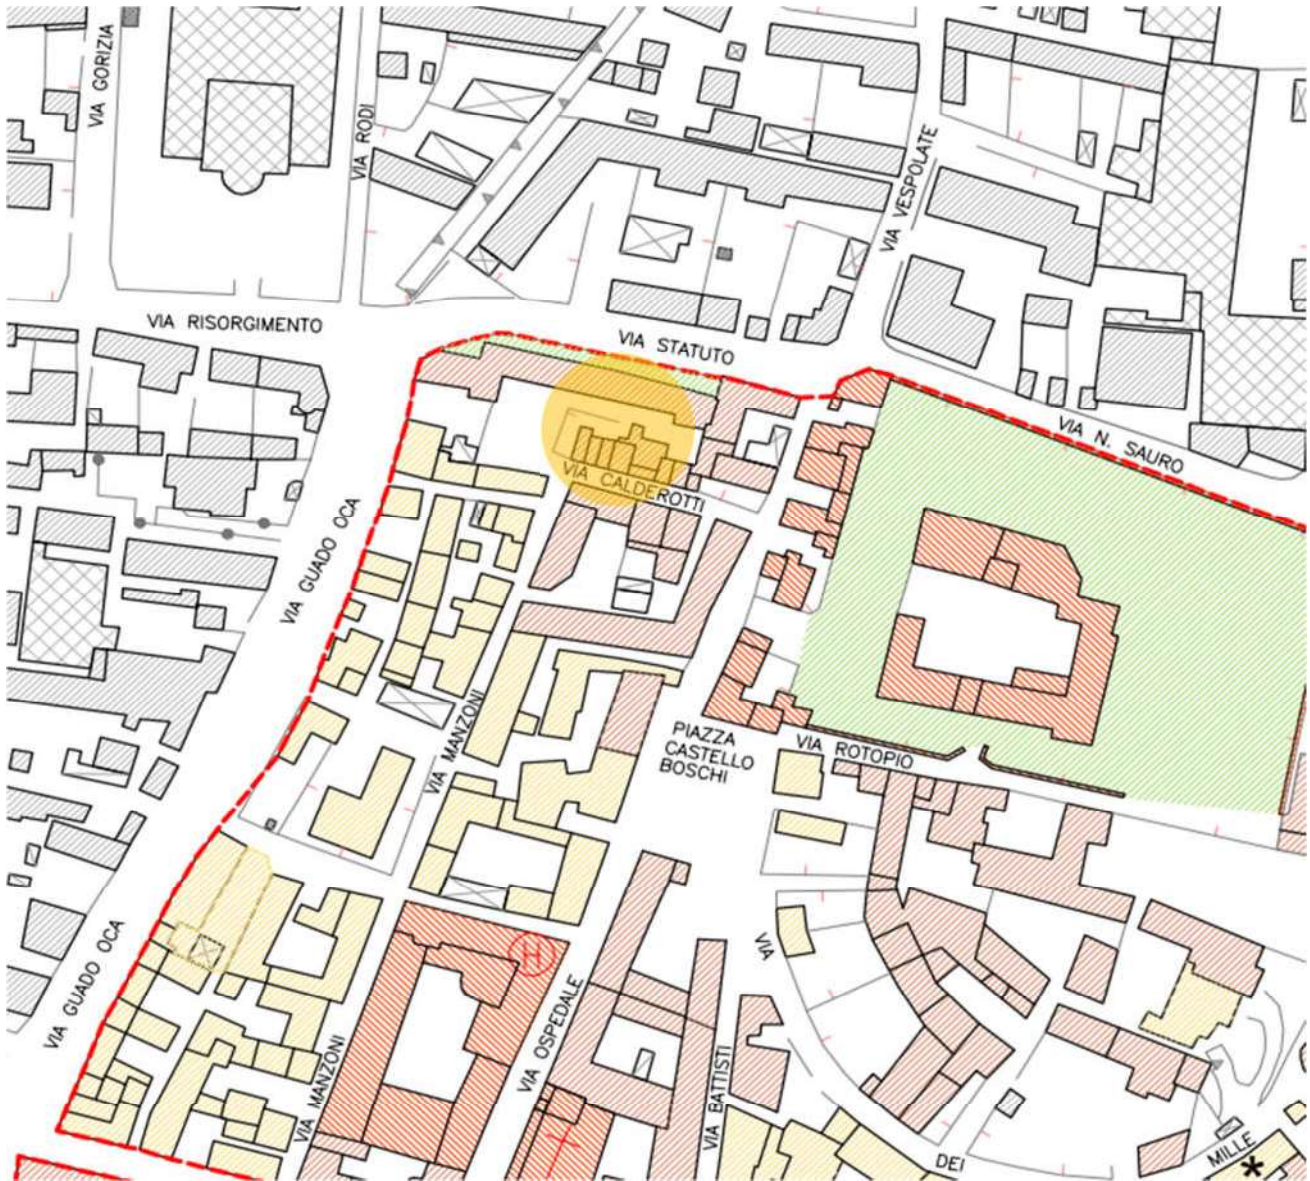 VIA GORIZIA
VIA RODI
VIA VESPOLATE
VIA RISORGIMENTO
VIA STATUTO
VIA N. SAURO
VIA CALDEROTTI
VIA GUADO OCA
VIA MANZONI
PIAZZA
CASTELLO
BOSCHI
VIA ROTOPIO
VIA GUADO OCA
VIA
H
VIA OSPEDALE
VIA MANZONI
VIA BATTISTI
DEI
MILLE
*